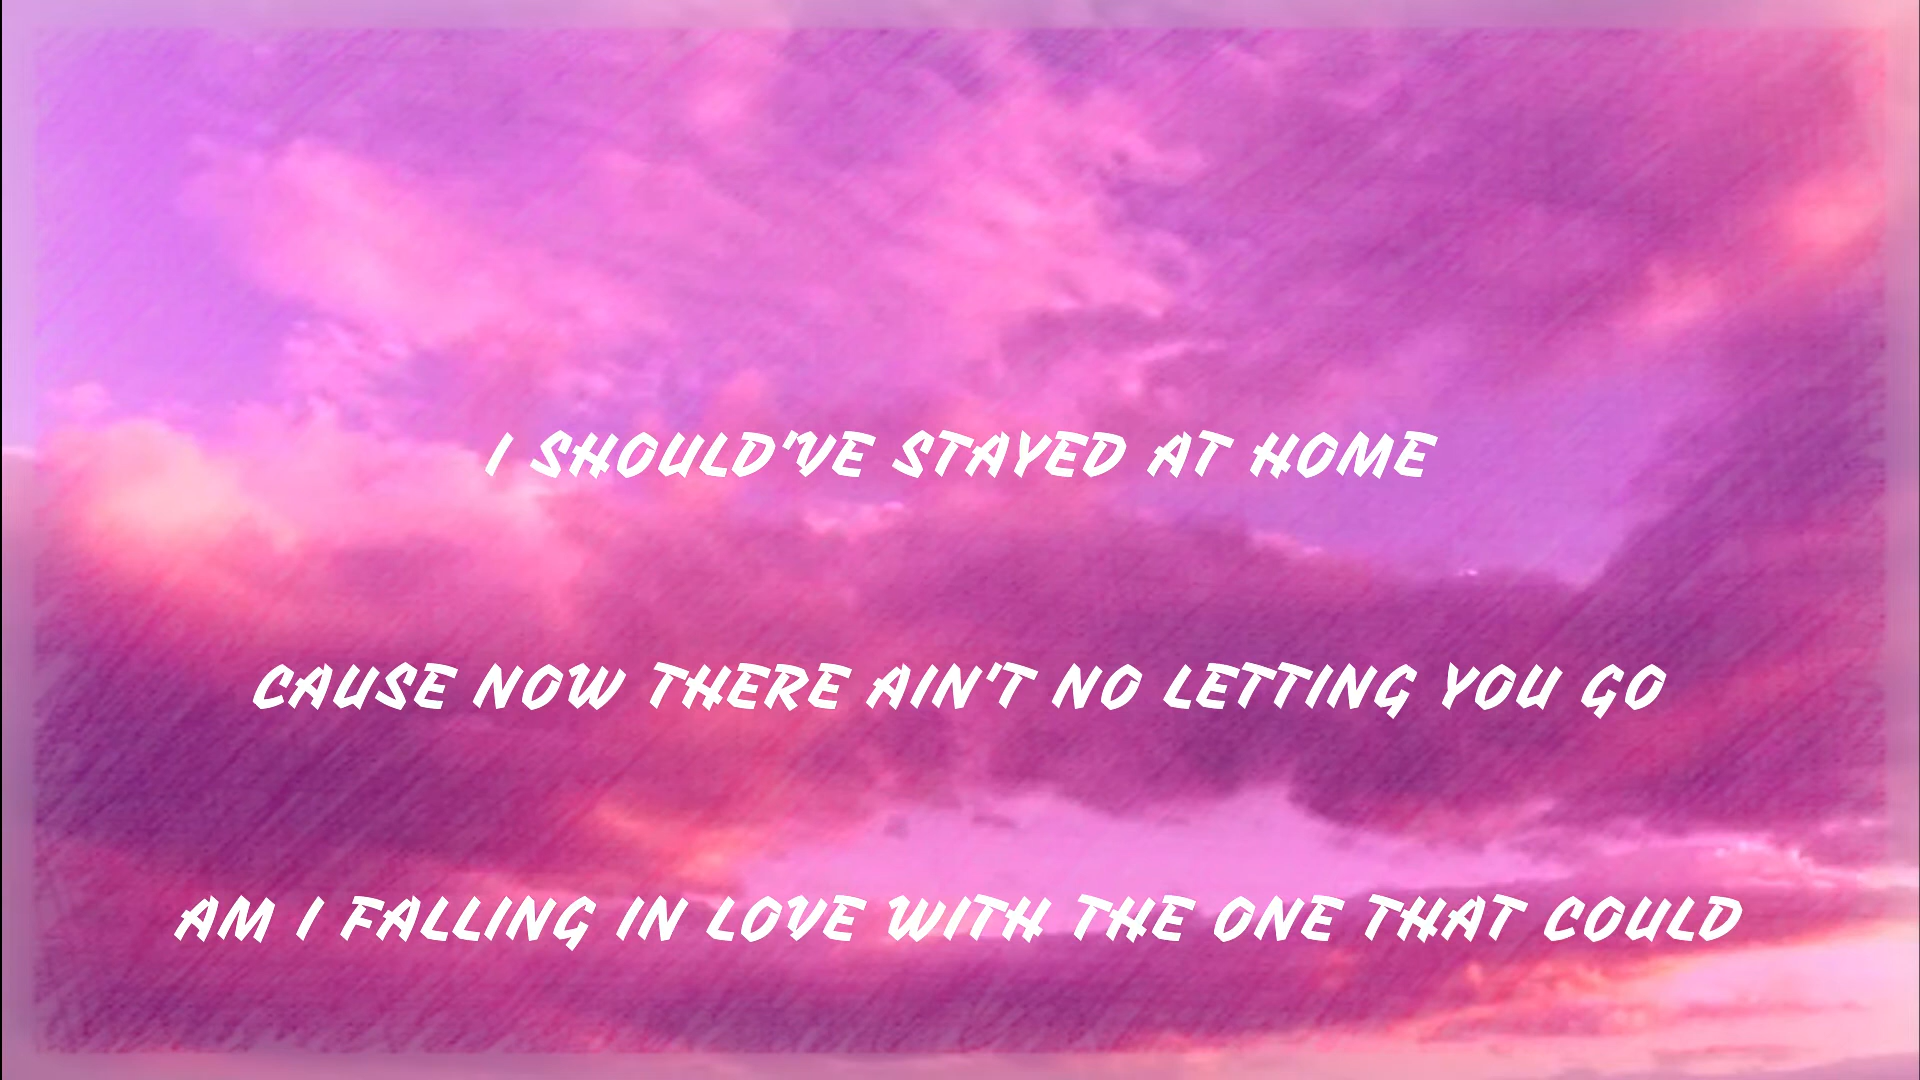 I SHOULD'VE STAYED AT HOME
CAUSE NOW THERE AIN'T NO LETTING YOU GO
AM I FALLING IN LOVE WITH THE ONE THAT COULD